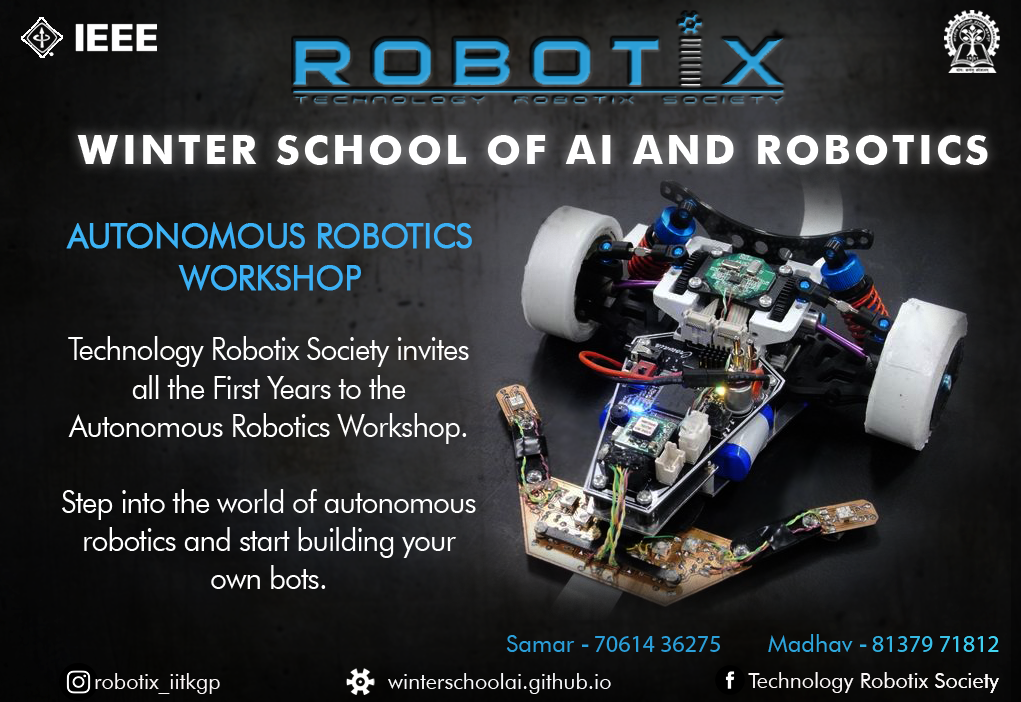 IEEE
ROBOTIX
TECHNOLOGY ROBOTIX SOCIETY
WINTER SCHOOL OF AI AND ROBOTICS
AUTONOMOUS ROBOTICS
WORKSHOP
Technology Robotix Society invites
all the First Years to the
Autonomous Robotics Workshop.
Step into the world of autonomous
robotics and start building your
own bots.
Samar - 70614 36275
Madhav - 81379 71812
robotix_iitkgp
winterschoolai.github.io
Technology Robotix Society